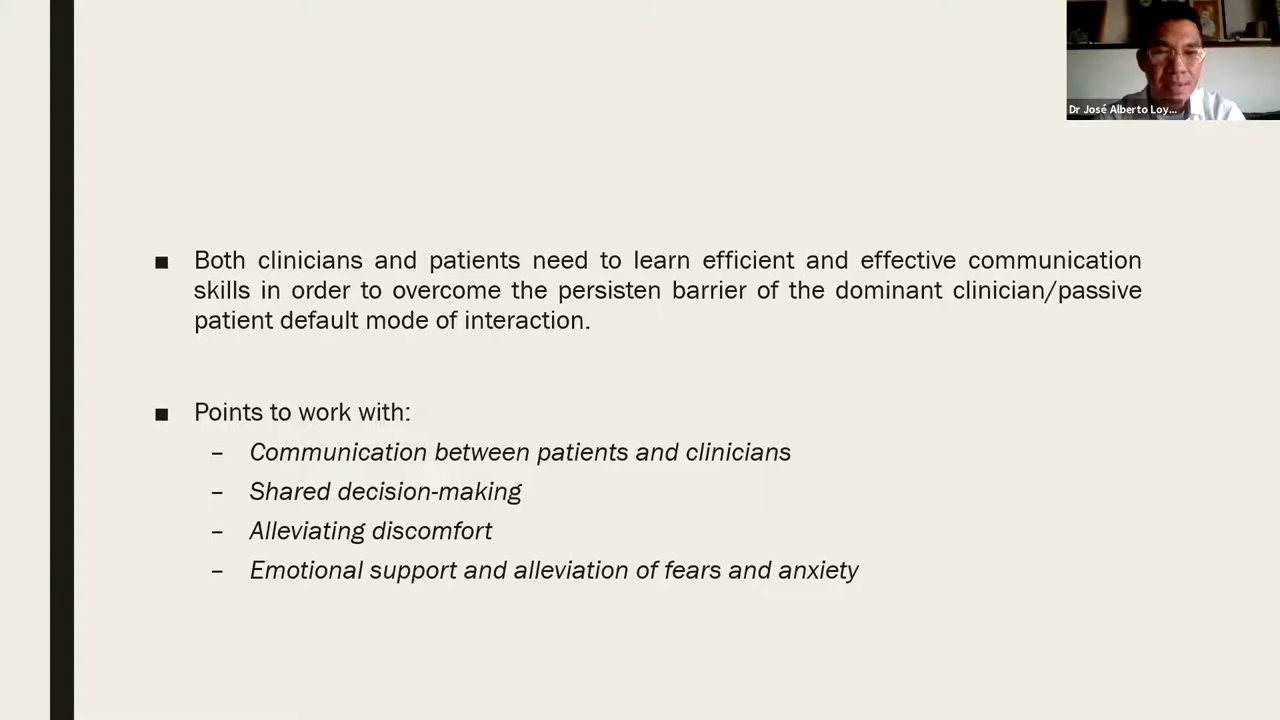 Dr José Alberto Loy...
■ Both clinicians and patients need to learn efficient and effective communication
skills in order to overcome the persisten barrier of the dominant clinician/passive
patient default mode of interaction.
■ Points to work with:
– Communication between patients and clinicians
– Shared decision-making
– Alleviating discomfort
– Emotional support and alleviation of fears and anxiety